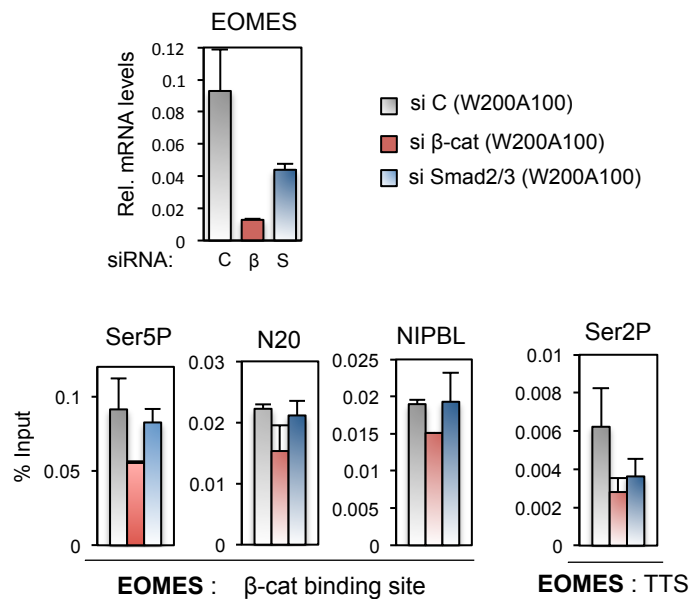 EOMES
Rel. mRNA levels
0.12
0.1
0.08
0.06
0.04
0.02
0
siRNA: C β S
si C (W200A100)
si β-cat (W200A100)
si Smad2/3 (W200A100)
Ser5P
% Input
0.1
0.05
0
N20
0.03
0.02
0.01
0
NIPBL
0.025
0.02
0.015
0.01
0.005
0
Ser2P
0.01
0.008
0.006
0.004
0.002
0
EOMES : β-cat binding site
EOMES : TTS